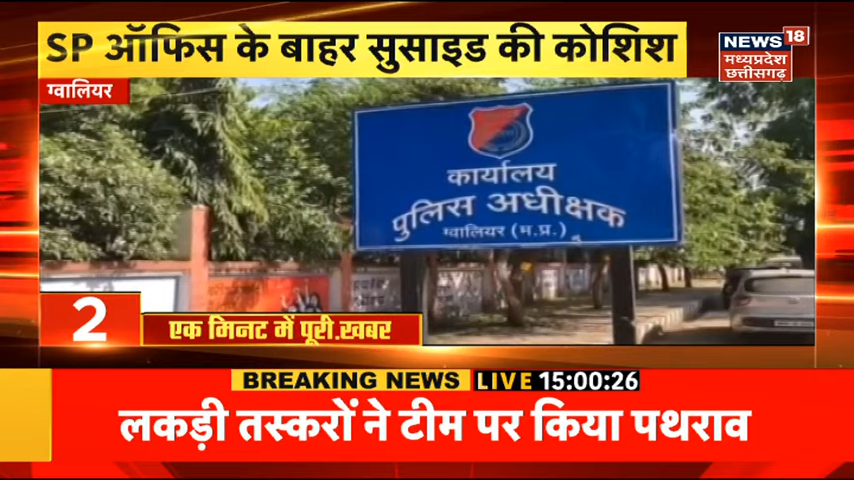 SP ऑफिस के बाहर सुसाइड की कोशिश
NEWS 18
मध्यप्रदेश
छत्तीसगढ़
ग्वालियर
कार्यालय
पुलिस अधीक्षक
ग्वालियर (म.प्र.)
2
एक मिनट में पूरी खबर
BREAKING NEWS LIVE 15:00:26
लकड़ी तस्करों ने टीम पर किया पथराव